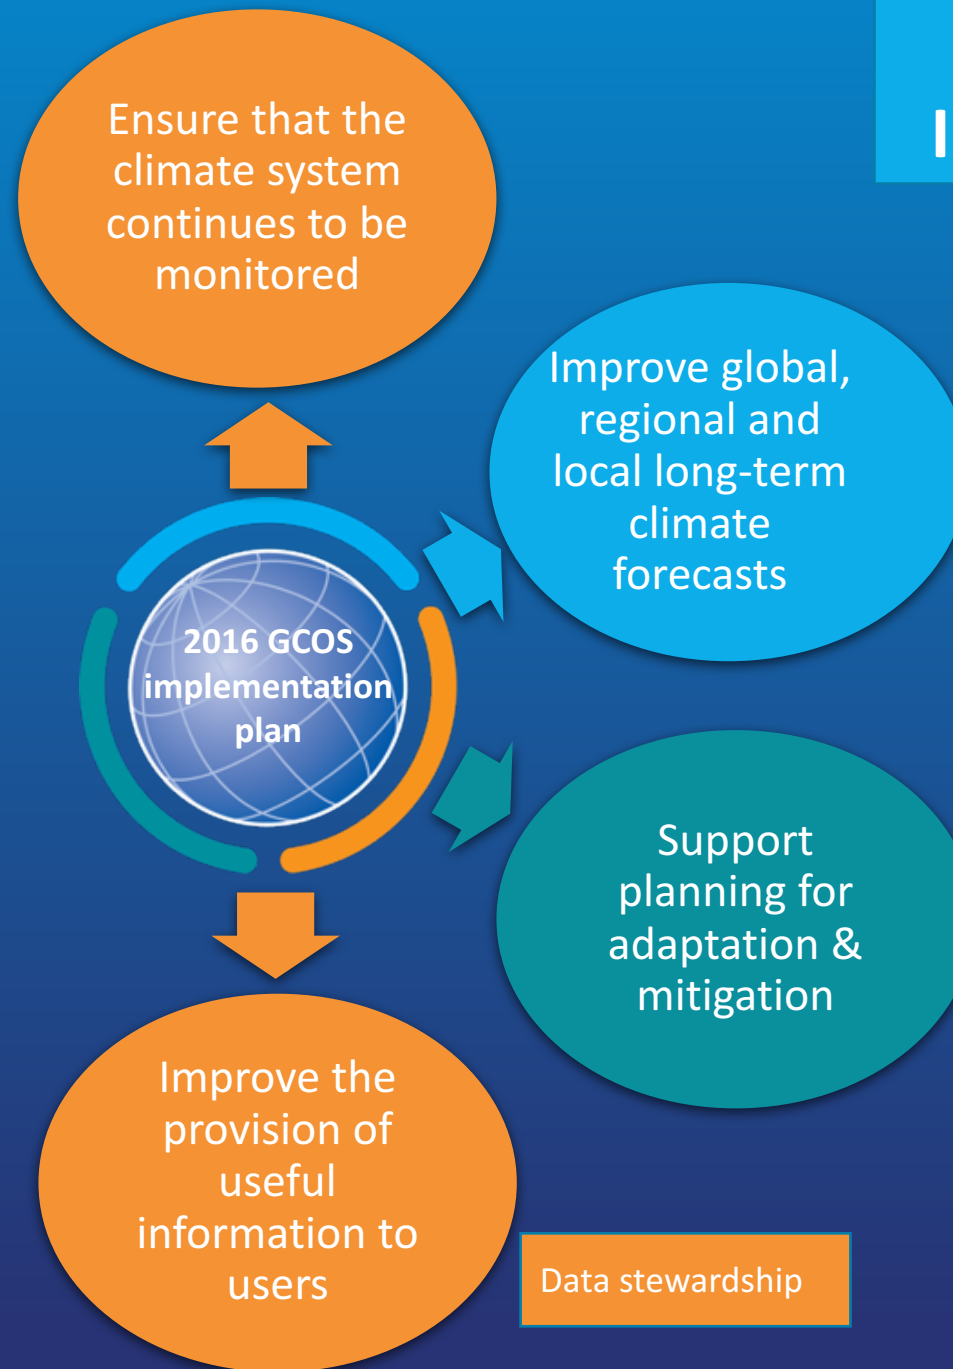 Ensure that the
climate system
continues to be
monitored
I
Improve global,
regional and
local long-term
climate
forecasts
2016 GCOS
implementation
plan
Support
planning for
adaptation &
mitigation
Improve the
provision of
useful
information to
users
Data stewardship